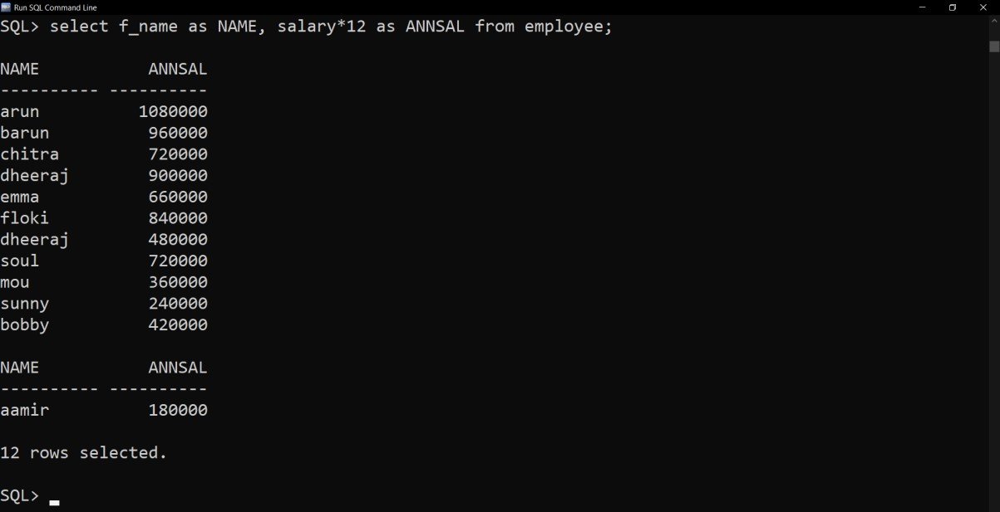 Run SQL Command Line
SQL> select f_name as NAME, salary*12 as ANNSAL from employee;
NAME           ANNSAL
---------- ----------
arun          1080000
barun          960000
chitra         720000
dheeraj        900000
emma           660000
floki          840000
dheeraj        480000
soul           720000
mou            360000
sunny          240000
bobby          420000
NAME           ANNSAL
---------- ----------
aamir          180000
12 rows selected.
SQL>